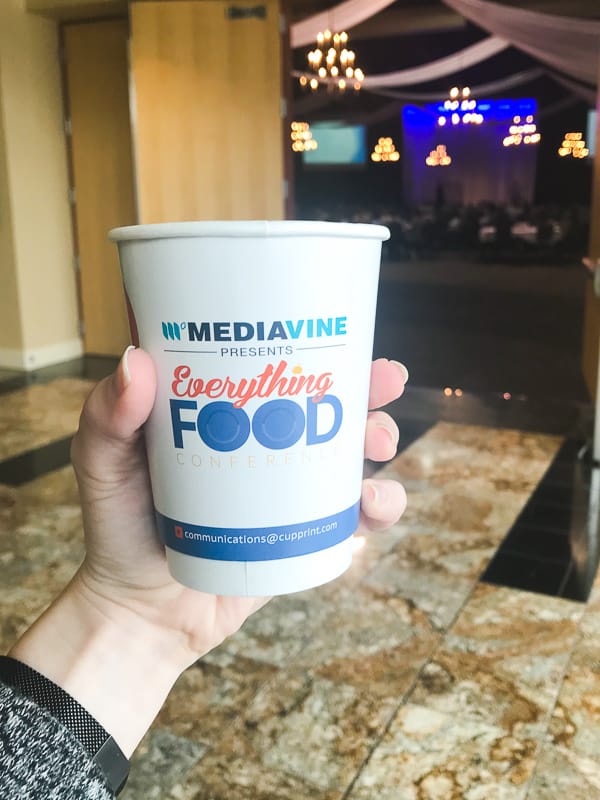 MEDIAVINE
PRESENTS
Everything
FOOD
CONFERENCE
communications@cupprint.com